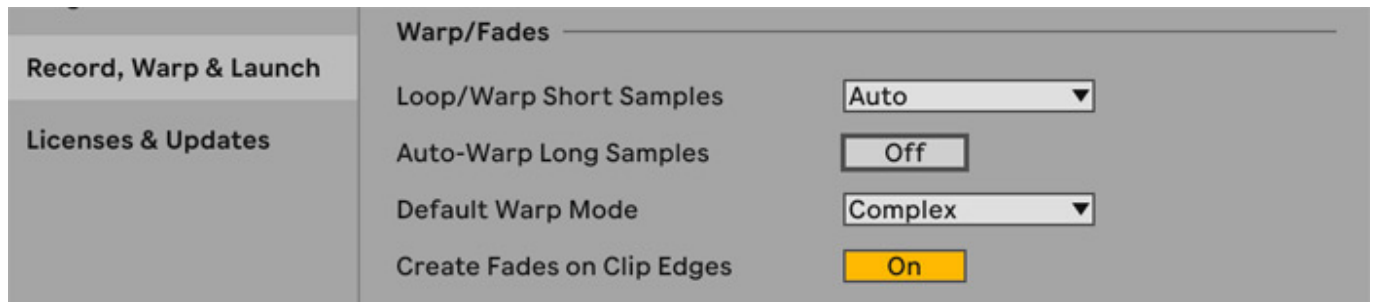 Record, Warp & Launch
Licenses & Updates
Warp/Fades
Loop/Warp Short Samples Auto
Auto-Warp Long Samples Off
Default Warp Mode Complex
Create Fades on Clip Edges On